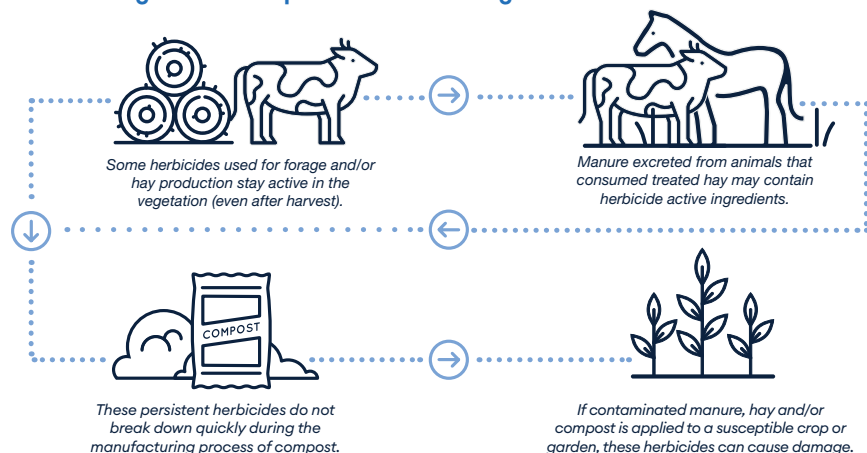 Some herbicides used for forage and/or
hay production stay active in the
vegetation (even after harvest).
Manure excreted from animals that
consumed treated hay may contain
herbicide active ingredients.
COMPOST
These persistent herbicides do not
break down quickly during the
manufacturing process of compost.
If contaminated manure, hay and/or
compost is applied to a susceptible crop or
garden, these herbicides can cause damage.